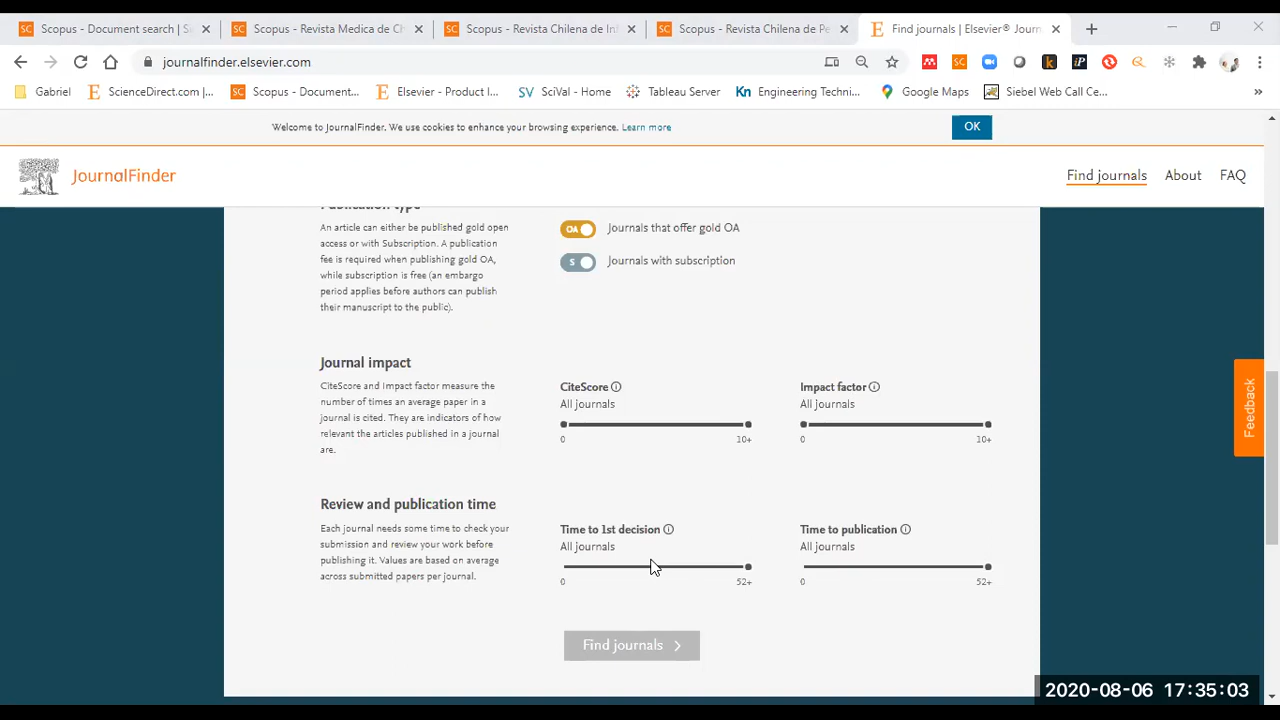 SC Scopus - Document search | S
SC Scopus - Revista Medica de C
SC Scopus - Revista Chilena de In
SC Scopus - Revista Chilena de Pe
E Find journals | Elsevier® Journ
journalfinder.elsevier.com
Gabriel
E ScienceDirect.com |...
SC Scopus - Document...
E Elsevier - Product I...
SV SciVal - Home
Tableau Server
Kn Engineering Techni...
Google Maps
Siebel Web Call Ce...
»
Welcome to JournalFinder. We use cookies to enhance your browsing experience. Learn more
OK
JournalFinder
Find journals About FAQ
Publication type
An article can either be published gold open
access or with Subscription. A publication
fee is required when publishing gold OA,
while subscription is free (an embargo
period applies before authors can publish
their manuscript to the public).
OA Journals that offer gold OA
S Journals with subscription
Journal impact
CiteScore and Impact factor measure the
number of times an average paper in a
journal is cited. They are indicators of how
relevant the articles published in a journal
are.
CiteScore
All journals
0 10+
Impact factor
All journals
0 10+
Review and publication time
Each journal needs some time to check your
submission and review your work before
publishing it. Values are based on average
across submitted papers per journal.
Time to 1st decision
All journals
0 52+
Time to publication
All journals
0 52+
Find journals
Feedback
2020-08-06 17:35:03